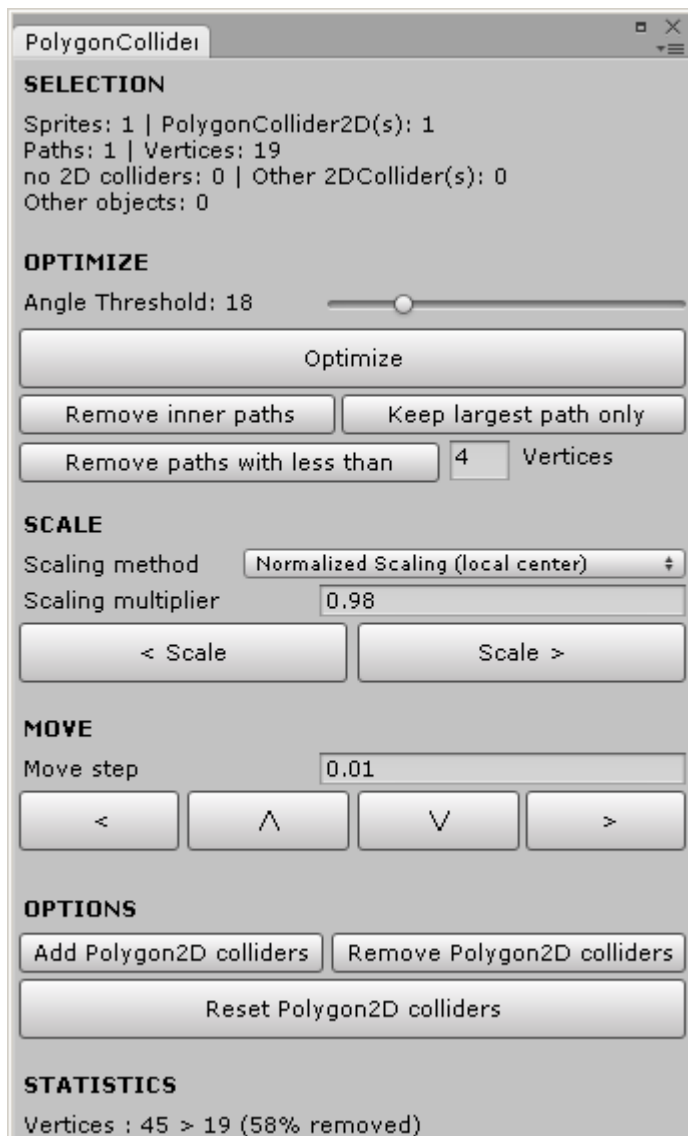 PolygonCollider
SELECTION
Sprites: 1 | PolygonCollider2D(s): 1
Paths: 1 | Vertices: 19
no 2D colliders: 0 | Other 2DCollider(s): 0
Other objects: 0
OPTIMIZE
Angle Threshold: 18
Optimize
Remove inner paths Keep largest path only
Remove paths with less than 4 Vertices
SCALE
Scaling method Normalized Scaling (local center)
Scaling multiplier 0.98
< Scale Scale >
MOVE
Move step 0.01
< /\ \/ >
OPTIONS
Add Polygon2D colliders Remove Polygon2D colliders
Reset Polygon2D colliders
STATISTICS
Vertices : 45 > 19 (58% removed)